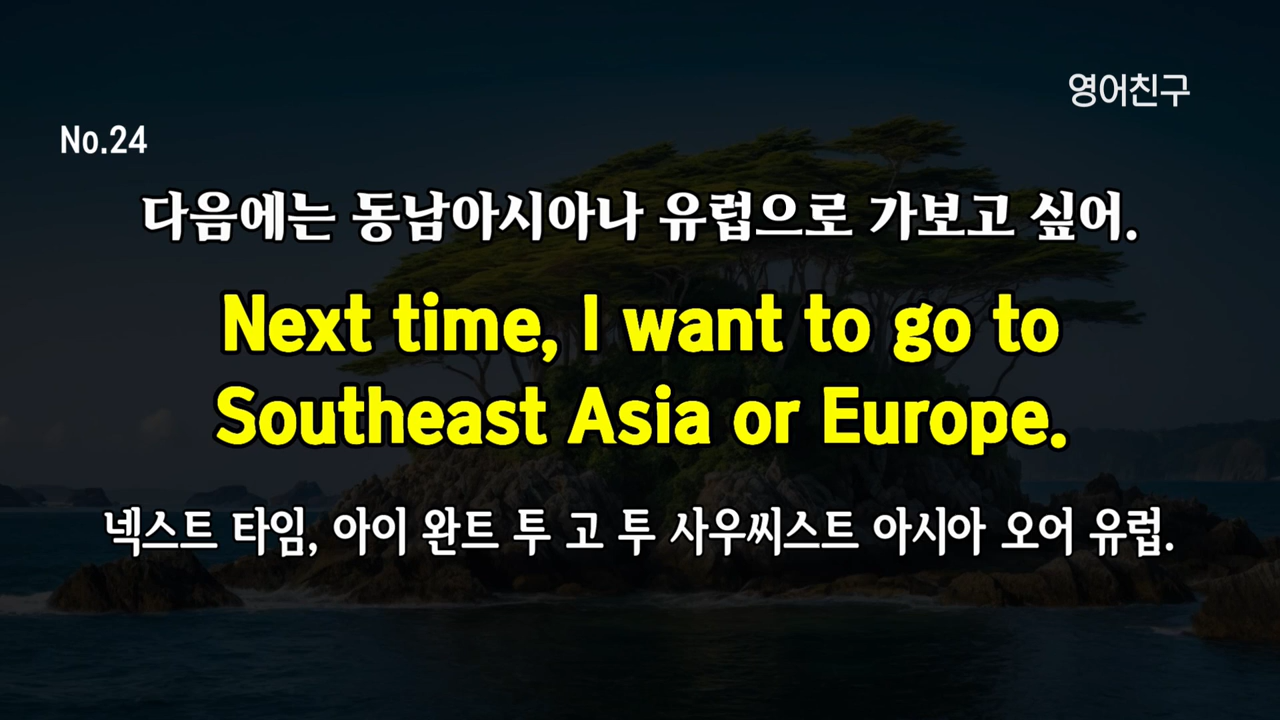 영어친구
No.24
다음에는 동남아시아나 유럽으로 가보고 싶어.
Next time, I want to go to
Southeast Asia or Europe.
넥스트 타임, 아이 완트 투 고 투 사우씨스트 아시아 오어 유럽.